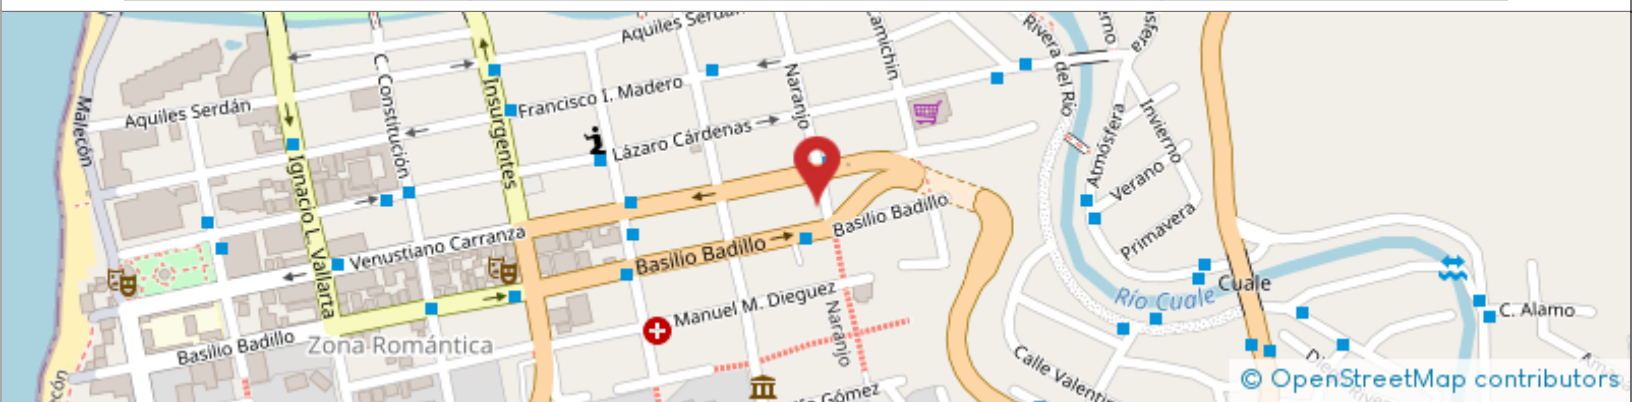 Aquiles Serdán
C. Constitución
Insurgentes
Francisco I. Madero
Naranjo
Rivera del Río
Malecón
Aquiles Serdán
Lázaro Cárdenas
Atmósfera
Invierno
Verano
Ignacio L. Vallarta
Venustiano Carranza
Basilio Badillo
Basilio Badillo
Primavera
Río Cuale
Cuale
Manuel M. Dieguez
Naranjo
C. Alamo
Basilio Badillo
Zona Romántica
Calle Valentín
© OpenStreetMap contributors